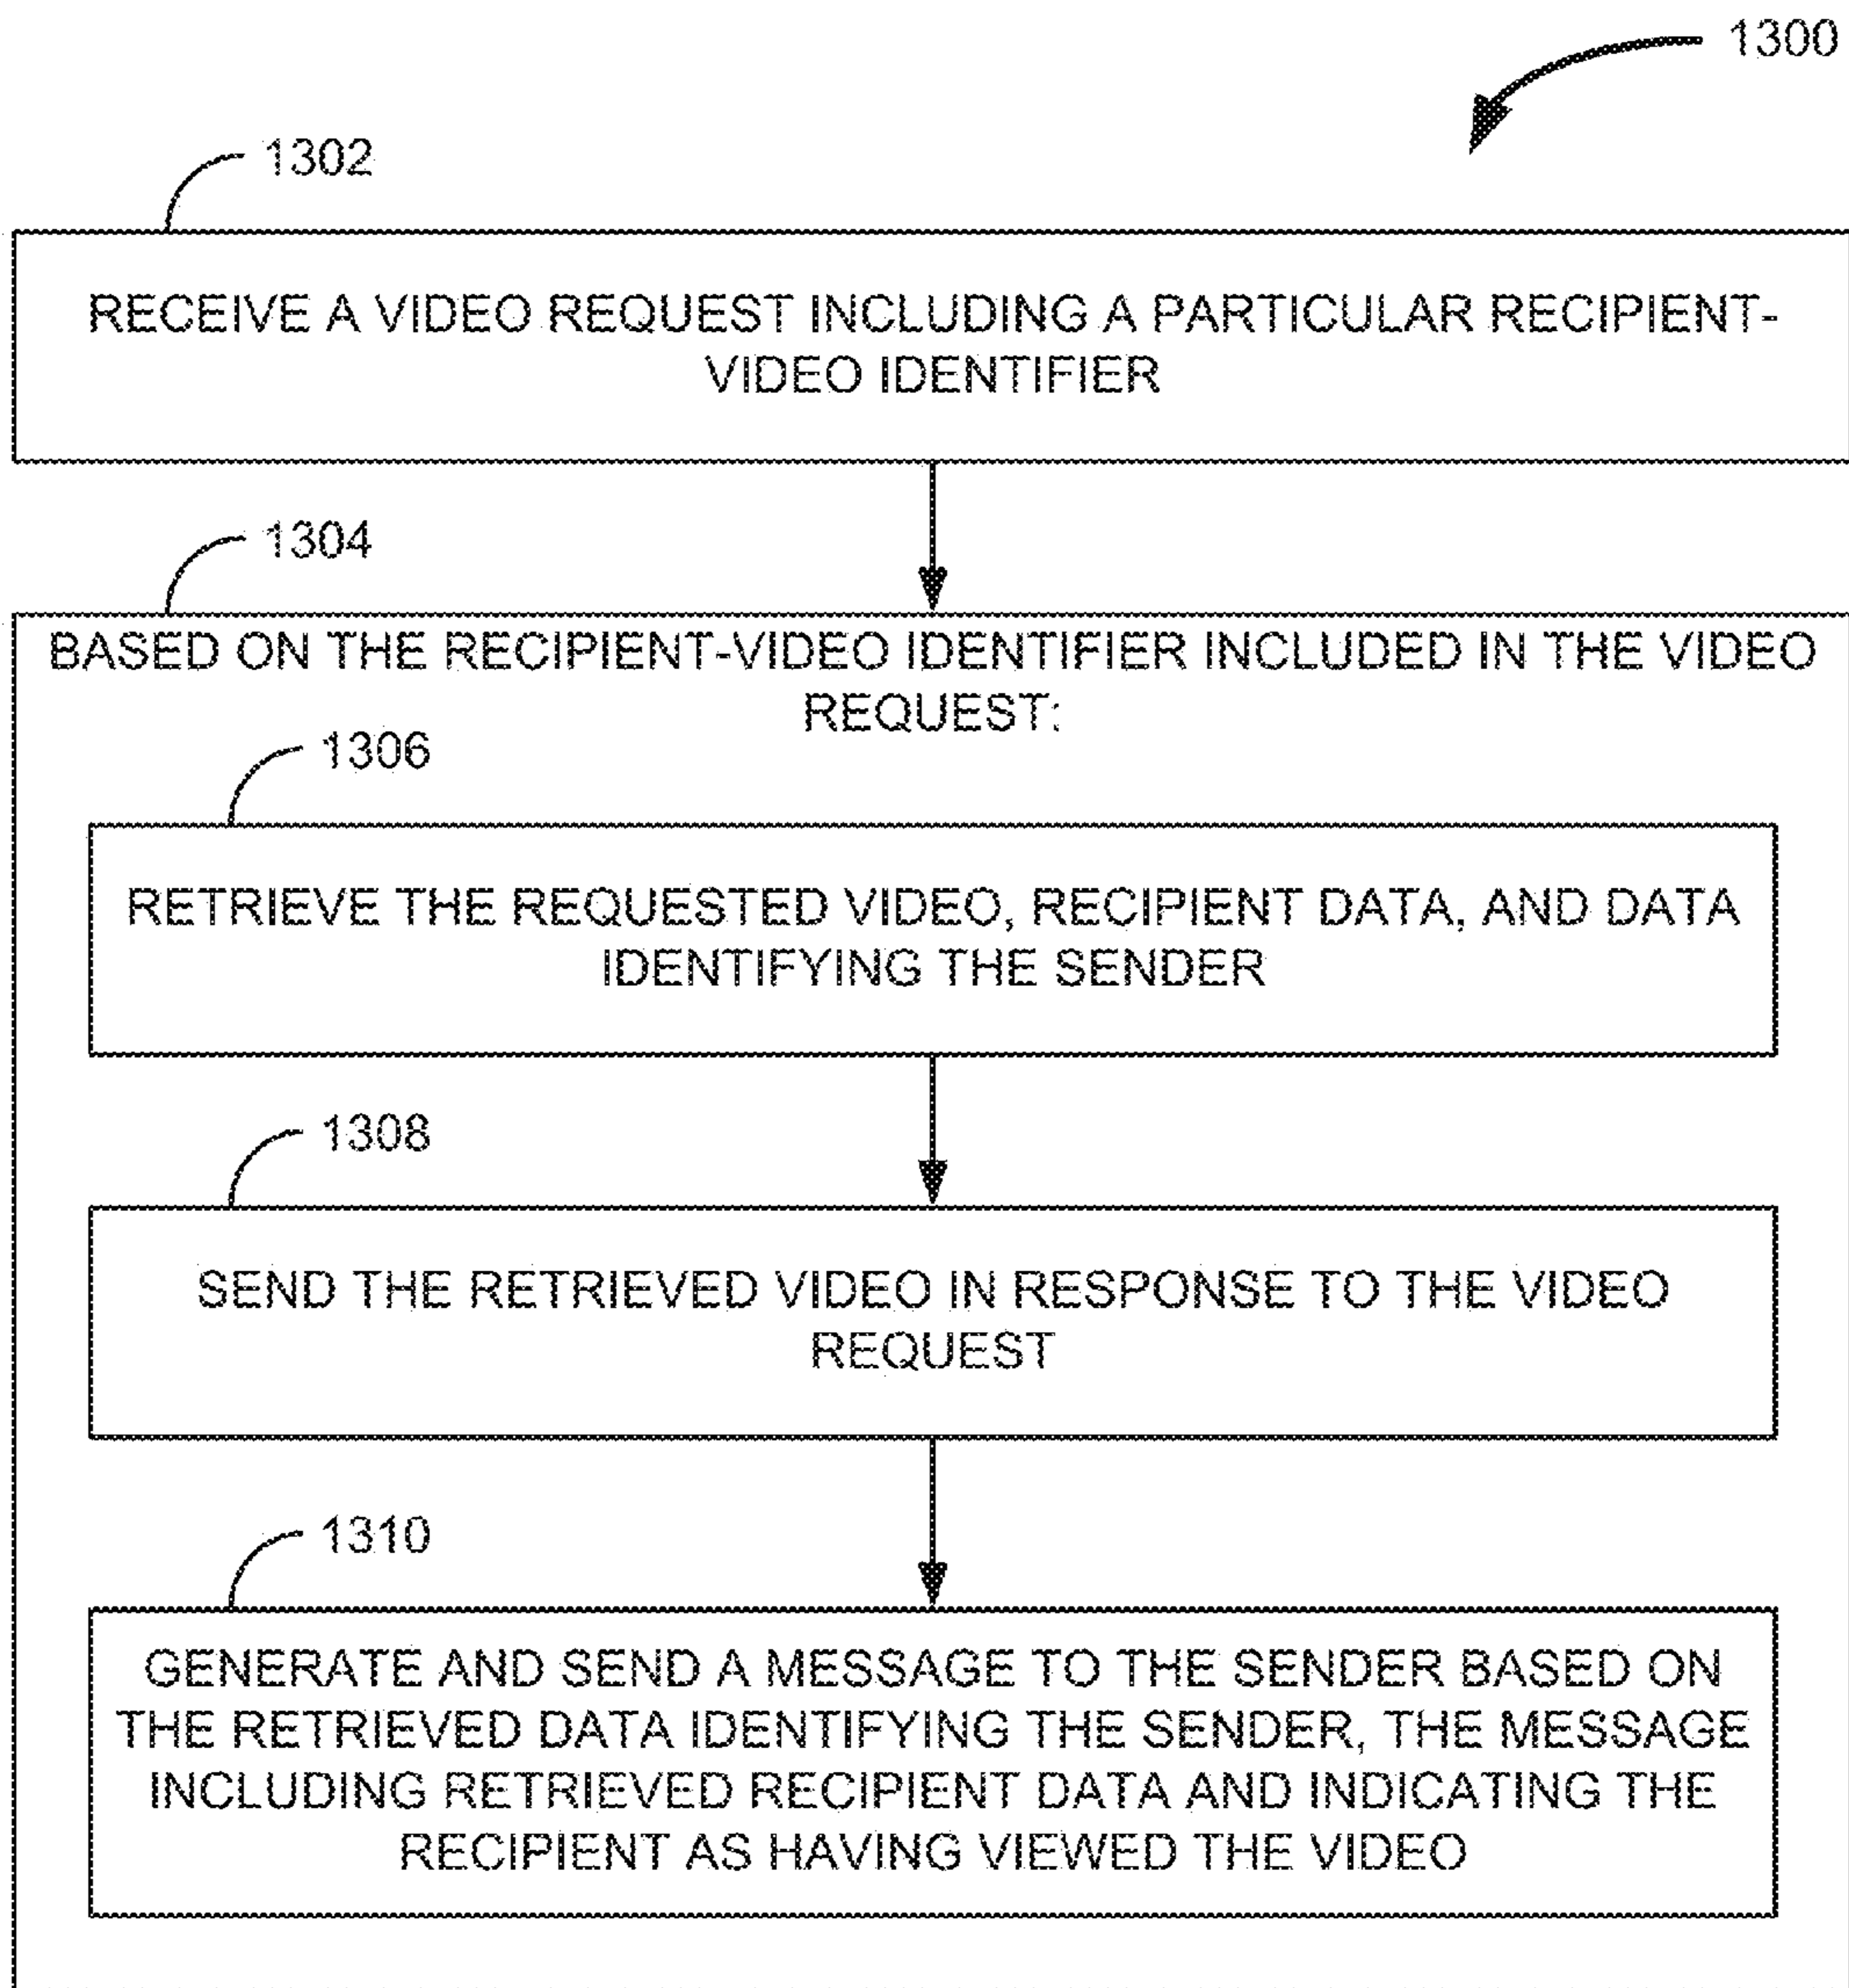 1300
1302
RECEIVE A VIDEO REQUEST INCLUDING A PARTICULAR RECIPIENT-
VIDEO IDENTIFIER
1304
BASED ON THE RECIPIENT-VIDEO IDENTIFIER INCLUDED IN THE VIDEO
REQUEST:
1306
RETRIEVE THE REQUESTED VIDEO, RECIPIENT DATA, AND DATA
IDENTIFYING THE SENDER
1308
SEND THE RETRIEVED VIDEO IN RESPONSE TO THE VIDEO
REQUEST
1310
GENERATE AND SEND A MESSAGE TO THE SENDER BASED ON
THE RETRIEVED DATA IDENTIFYING THE SENDER, THE MESSAGE
INCLUDING RETRIEVED RECIPIENT DATA AND INDICATING THE
RECIPIENT AS HAVING VIEWED THE VIDEO